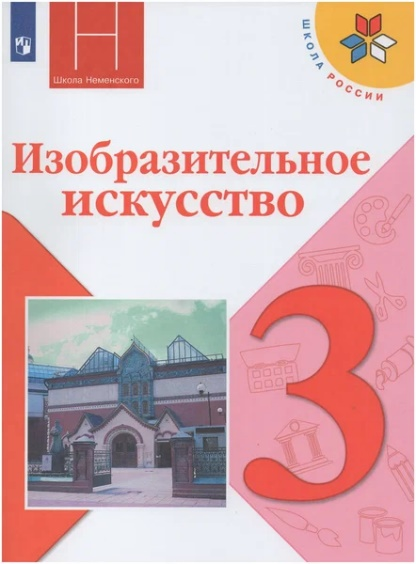 Н
Школа Неменского
ШКОЛА РОССИИ
Изобразительное
искусство
3